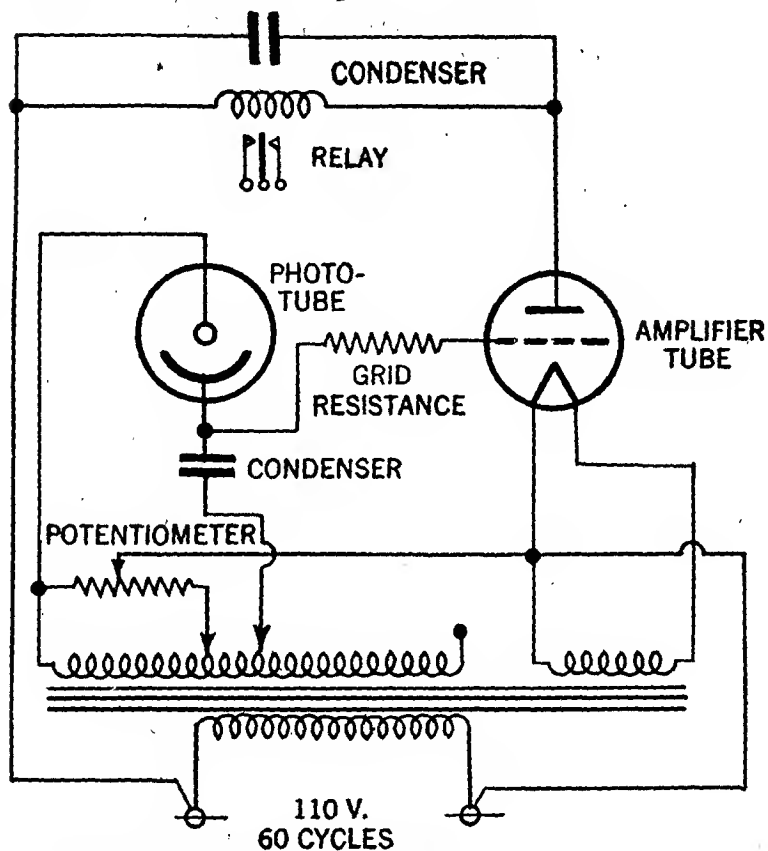 CONDENSER
RELAY
PHOTO-
TUBE
AMPLIFIER
TUBE
GRID
RESISTANCE
CONDENSER
POTENTIOMETER
110 V.
60 CYCLES